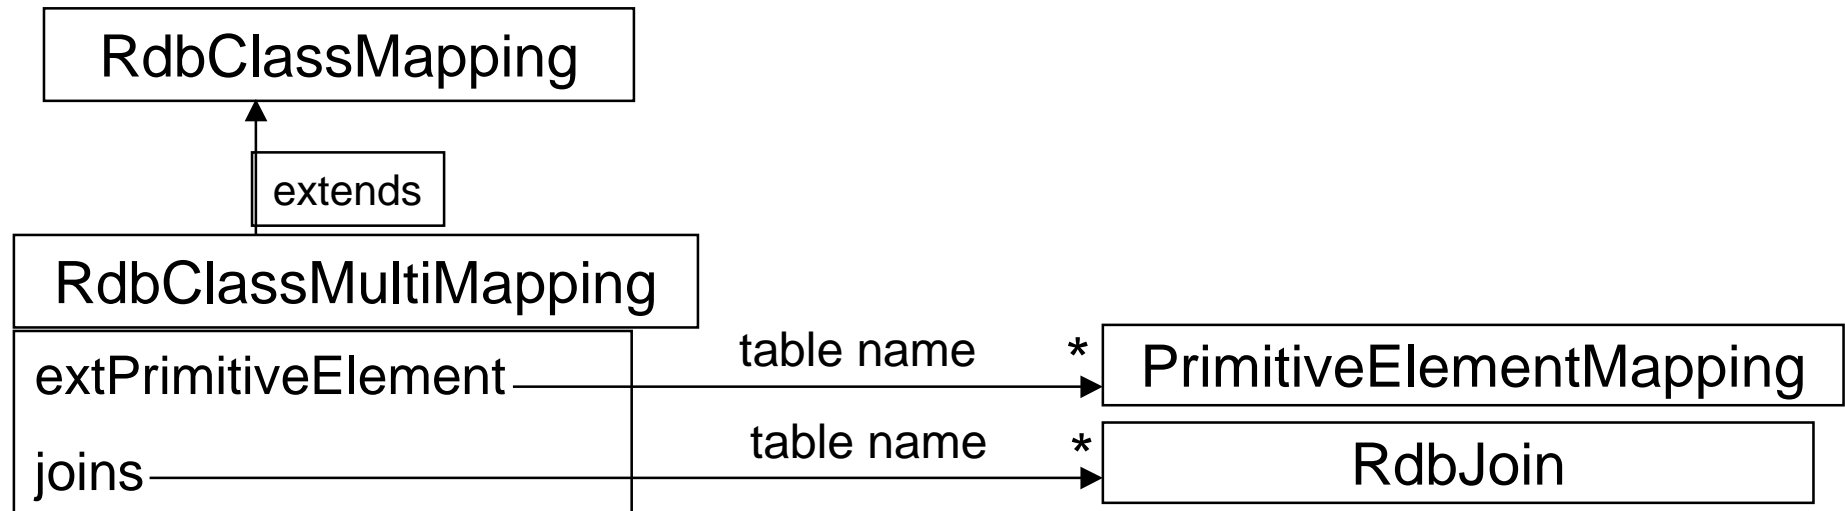 RdbClassMapping
extends
RdbClassMultiMapping
extPrimitiveElement table name * PrimitiveElementMapping
joins table name * RdbJoin